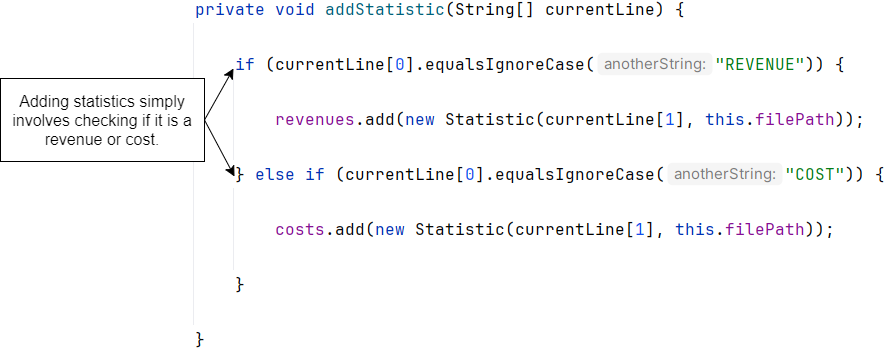 private void addStatistic(String[] currentLine) {
if (currentLine[0].equalsIgnoreCase( anotherString: "REVENUE")) {
Adding statistics simply
involves checking if it is a
revenue or cost.
revenues.add(new Statistic(currentLine[1], this.filePath));
} else if (currentLine[0].equalsIgnoreCase( anotherString: "COST")) {
costs.add(new Statistic(currentLine[1], this.filePath));
}
}